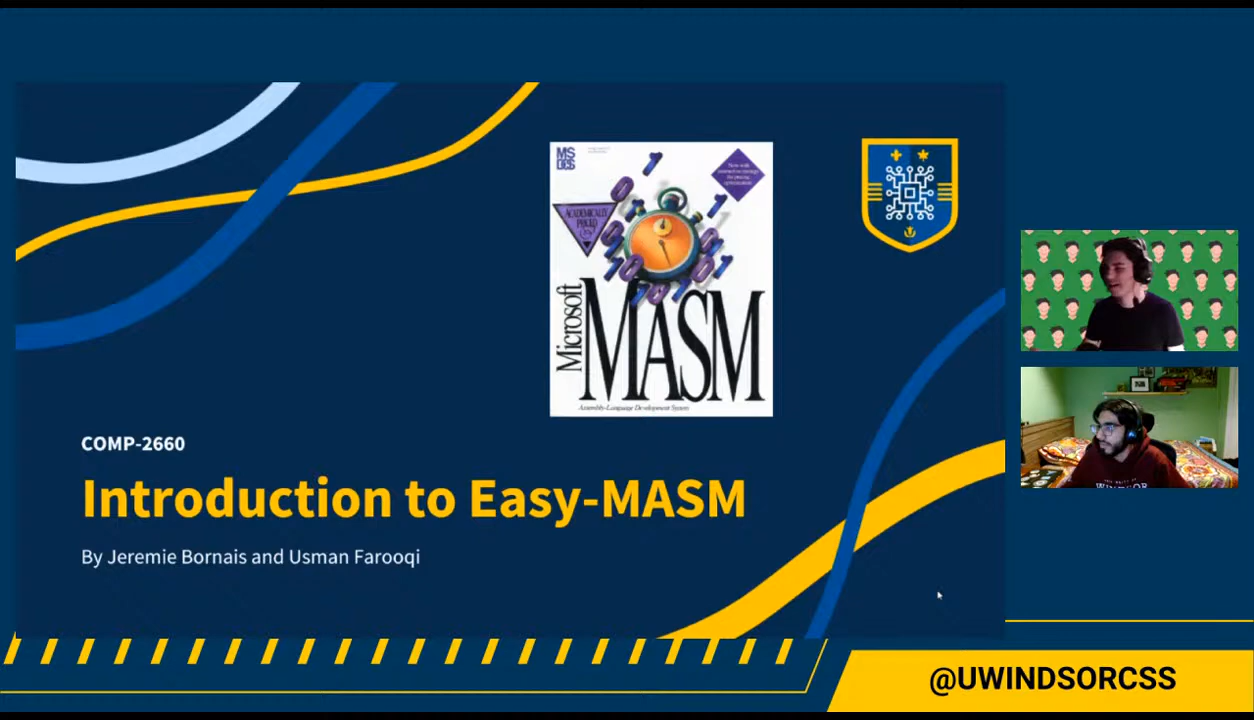 MS
DOS
ACADEMICALLY
PRICED
Microsoft
MASM
Assembly-Language Development System
COMP-2660
Introduction to Easy-MASM
By Jeremie Bornais and Usman Farooqi
WINDSOR
@UWINDSORCSS